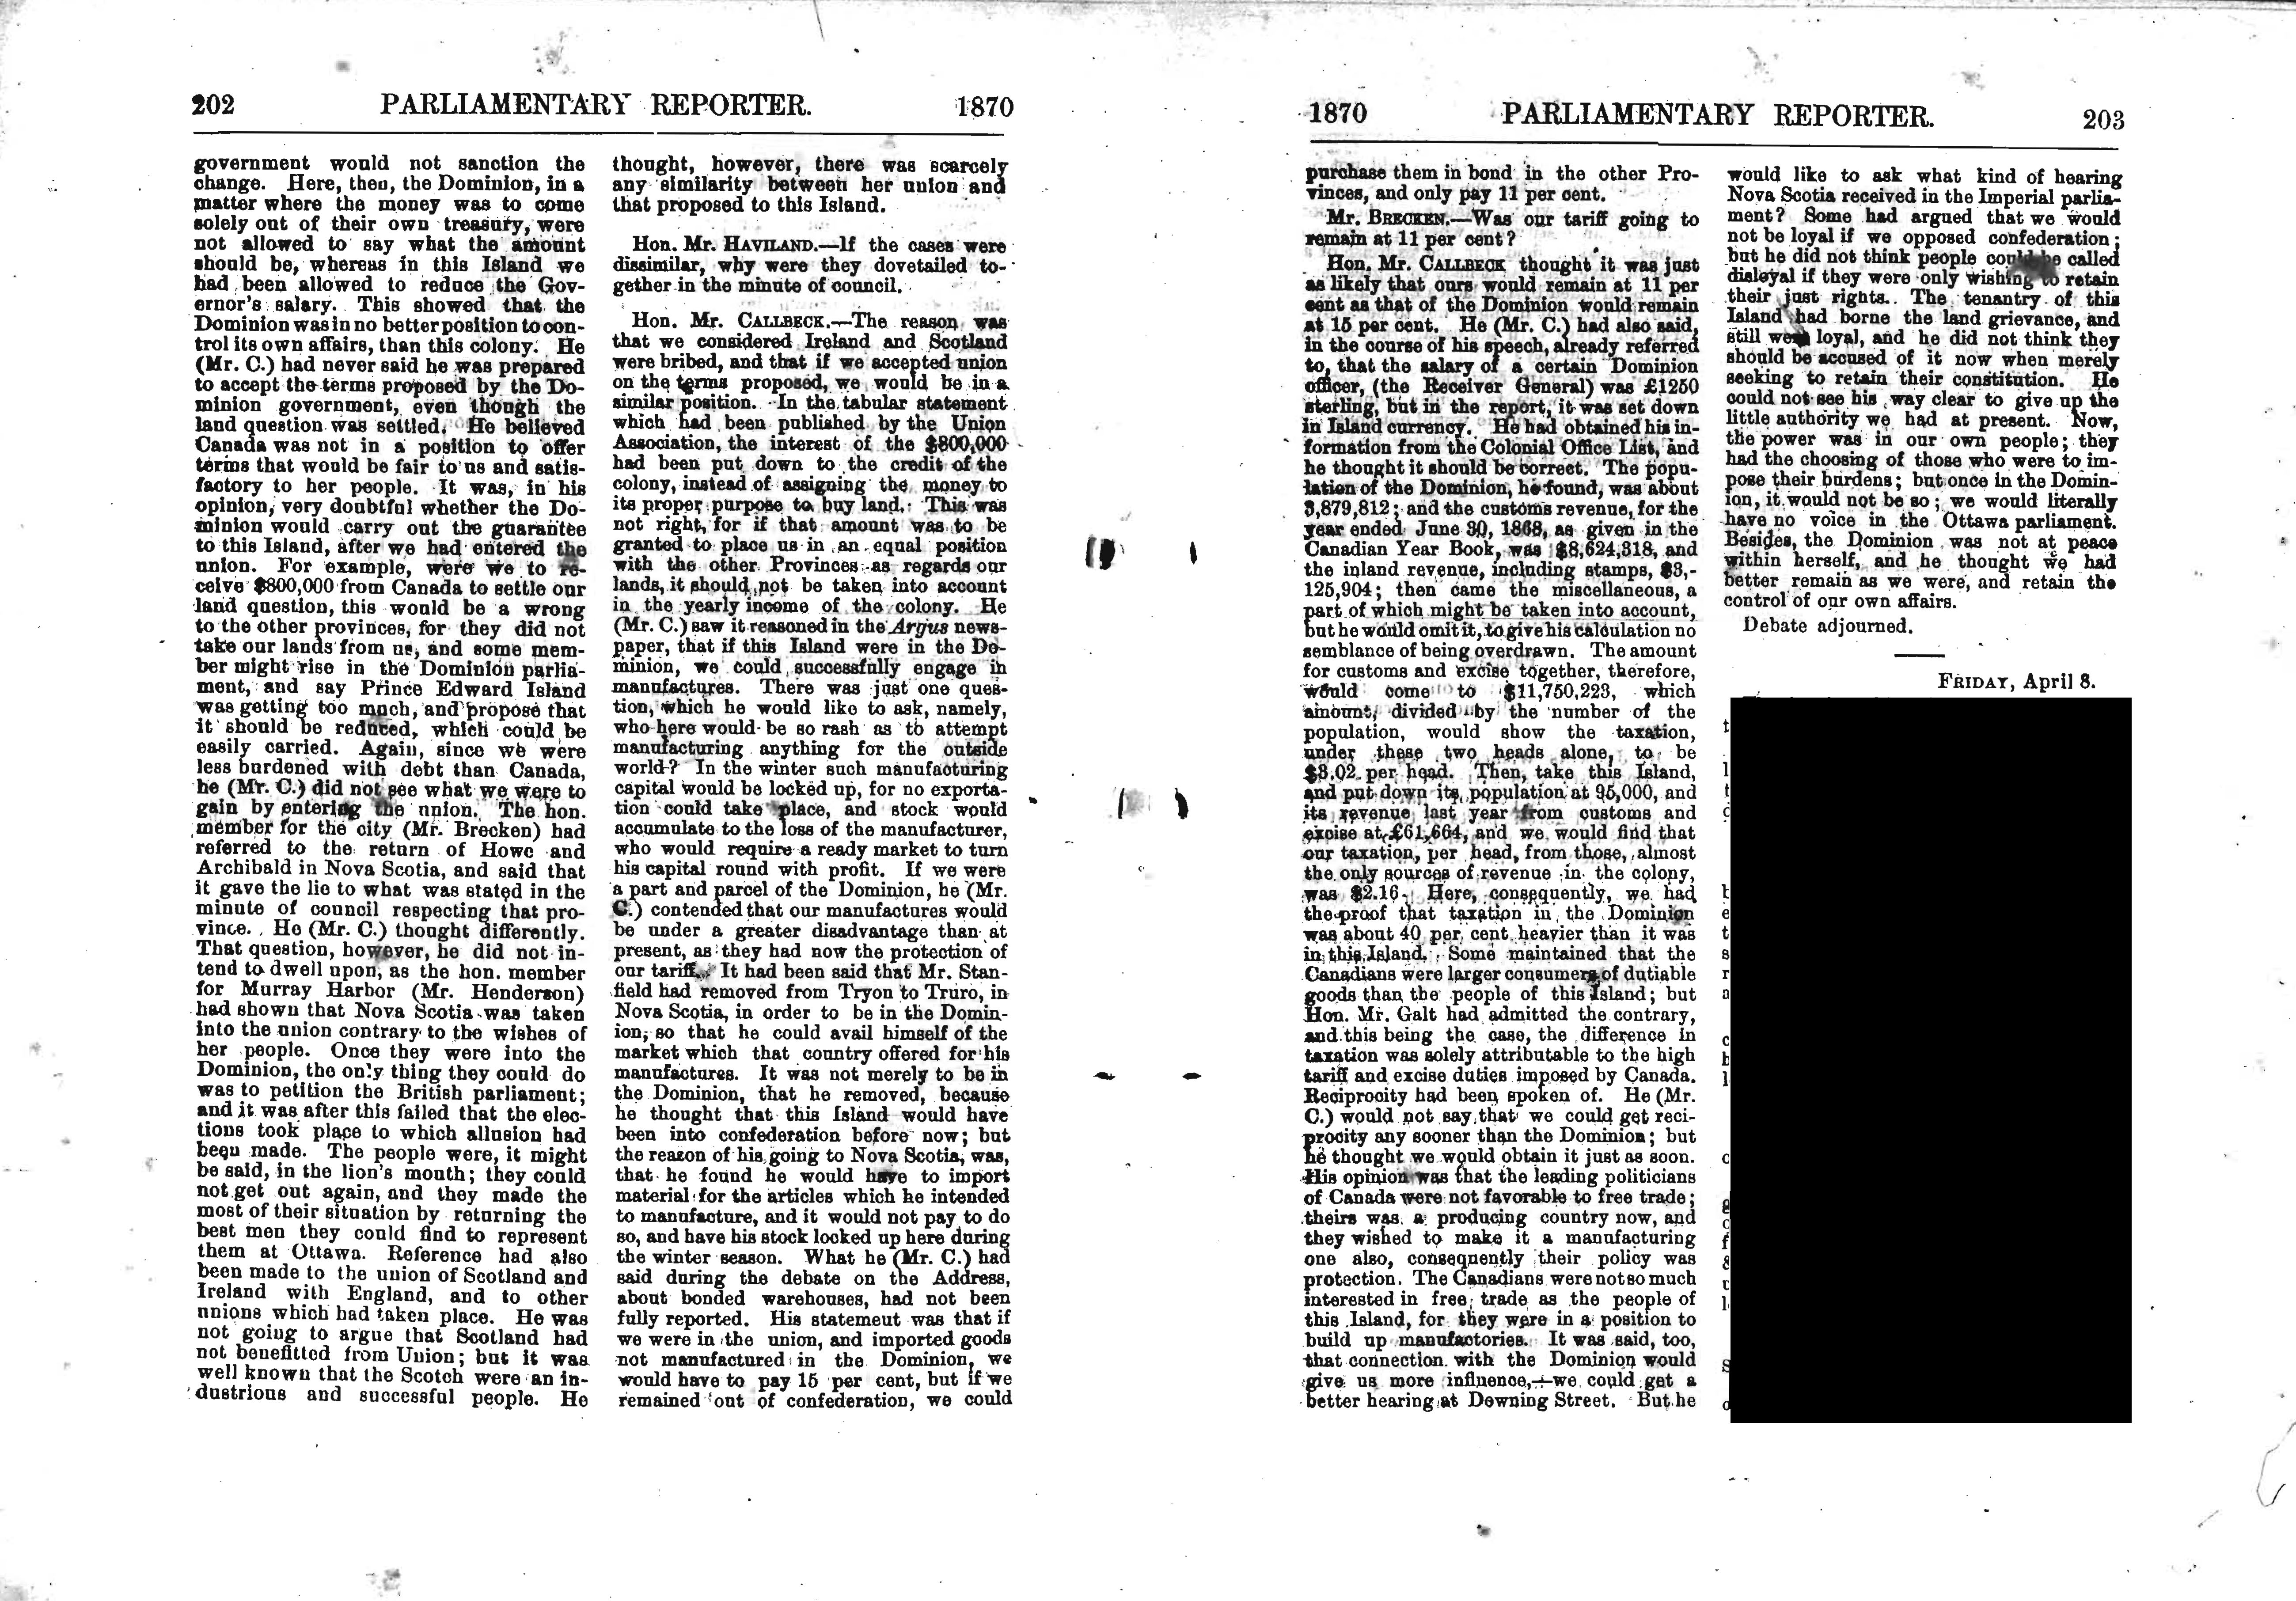 202 PARLIAMENTARY REPORTER. 1870
government would not sanction the
change. Here, then, the Dominion, in a
matter where the money was to come
solely out of their own treasury, were
not allowed to say what the amount
should be, whereas in this Island we
had been allowed to reduce the Gov-
ernor's salary. This showed that the
Dominion was in no better position to con-
trol its own affairs, than this colony. He
(Mr. C.) had never said he was prepared
to accept the terms proposed by the Do-
minion government, even though the
land question was settled. He believed
Canada was not in a position to offer
terms that would be fair to us and satis-
factory to her people. It was, in his
opinion, very doubtful whether the Do-
minion would carry out the guarantee
to this Island, after we had entered the
union. For example, were we to re-
ceive $800,000 from Canada to settle our
land question, this would be a wrong
to the other provinces, for they did not
take our lands from us, and some mem-
ber might rise in the Dominion parlia-
ment, and say Prince Edward Island
was getting too much, and propose that
it should be reduced, which could be
easily carried. Again, since we were
less burdened with debt than Canada,
he (Mr. C.) did not see what we were to
gain by entering the union. The hon.
member for the city (Mr. Brecken) had
referred to the return of Howe and
Archibald in Nova Scotia, and said that
it gave the lie to what was stated in the
minute of council respecting that pro-
vince. He (Mr. C.) thought differently.
That question, however, he did not in-
tend to dwell upon, as the hon. member
for Murray Harbor (Mr. Henderson)
had shown that Nova Scotia was taken
into the union contrary to the wishes of
her people. Once they were into the
Dominion, the only thing they could do
was to petition the British parliament;
and it was after this failed that the elec-
tions took place to which allusion had
been made. The people were, it might
be said, in the lion's mouth; they could
not get out again, and they made the
most of their situation by returning the
best men they could find to represent
them at Ottawa. Reference had also
been made to the union of Scotland and
Ireland with England, and to other
unions which had taken place. He was
not going to argue that Scotland had
not benefitted from Union; but it was
well known that the Scotch were an in-
dustrious and successful people. He
thought, however, there was scarcely
any similarity between her union and
that proposed to this Island.
Hon. Mr. HAVILAND.—If the cases were
dissimilar, why were they dovetailed to-
gether in the minute of council.
Hon. Mr. CALLBECK.—The reason was
that we considered Ireland and Scotland
were bribed, and that if we accepted union
on the terms proposed, we would be in a
similar position. In the tabular statement
which had been published by the Union
Association, the interest of the $800,000
had been put down to the credit of the
colony, instead of assigning the money to
its proper purpose to buy land. This was
not right, for if that amount was to be
granted to place us in an equal position
with the other Provinces as regards our
lands, it should not be taken into account
in the yearly income of the colony. He
(Mr. C.) saw it reasoned in the Argus news-
paper, that if this Island were in the Do-
minion, we could successfully engage in
manufactures. There was just one ques-
tion, which he would like to ask, namely,
who here would be so rash as to attempt
manufacturing anything for the outside
world? In the winter such manufacturing
capital would be locked up, for no exporta-
tion could take place, and stock would
accumulate to the loss of the manufacturer,
who would require a ready market to turn
his capital round with profit. If we were
a part and parcel of the Dominion, he (Mr.
C.) contended that our manufactures would
be under a greater disadvantage than at
present, as they had now the protection of
our tariff. It had been said that Mr. Stan-
field had removed from Tryon to Truro, in
Nova Scotia, in order to be in the Domin-
ion, so that he could avail himself of the
market which that country offered for his
manufactures. It was not merely to be in
the Dominion, that he removed, because
he thought that this Island would have
been into confederation before now; but
the reason of his going to Nova Scotia, was,
that he found he would have to import
material for the articles which he intended
to manufacture, and it would not pay to do
so, and have his stock locked up here during
the winter season. What he (Mr. C.) had
said during the debate on the Address,
about bonded warehouses, had not been
fully reported. His statement was that if
we were in the union, and imported goods
not manufactured in the Dominion, we
would have to pay 15 per cent, but if we
remained out of confederation, we could
1870 PARLIAMENTARY REPORTER. 203
purchase them in bond in the other Pro-
vinces, and only pay 11 per cent.
Mr. BRECKEN.—Was our tariff going to
remain at 11 per cent?
Hon. Mr. CALLBECK thought it was just
as likely that ours would remain at 11 per
cent as that of the Dominion would remain
at 15 per cent. He (Mr. C.) had also said,
in the course of his speech, already referred
to, that the salary of a certain Dominion
officer, (the Receiver General) was £1250
sterling, but in the report, it was set down
in Island currency. He had obtained his in-
formation from the Colonial Office List, and
he thought it should be correct. The popu-
lation of the Dominion, he found, was about
3,879,812; and the customs revenue, for the
year ended June 30, 1868, as given in the
Canadian Year Book, was $8,624,318, and
the inland revenue, including stamps, $3,-
125,904; then came the miscellaneous, a
part of which might be taken into account,
but he would omit it, to give his calculation no
semblance of being overdrawn. The amount
for customs and excise together, therefore,
would come to $11,750,223, which
amount, divided by the number of the
population, would show the taxation,
under these two heads alone, to be
$3.02 per head. Then, take this Island,
and put down its population at 95,000, and
its revenue last year from customs and
excise at £61,664, and we would find that
our taxation, per head, from those, almost
the only sources of revenue in the colony,
was $2.16. Here, consequently, we had
the proof that taxation in the Dominion
was about 40 per cent heavier than it was
in this Island. Some maintained that the
Canadians were larger consumers of dutiable
goods than the people of this Island; but
Hon. Mr. Galt had admitted the contrary,
and this being the case, the difference in
taxation was solely attributable to the high
tariff and excise duties imposed by Canada.
Reciprocity had been spoken of. He (Mr.
C.) would not say that we could get reci-
procity any sooner than the Dominion; but
he thought we would obtain it just as soon.
His opinion was that the leading politicians
of Canada were not favorable to free trade;
theirs was a producing country now, and
they wished to make it a manufacturing
one also, consequently their policy was
protection. The Canadians were not so much
interested in free trade as the people of
this Island, for they were in a position to
build up manufactories. It was said, too,
that connection with the Dominion would
give us more influence,—we could get a
better hearing at Downing Street. But he
would like to ask what kind of hearing
Nova Scotia received in the Imperial parlia-
ment? Some had argued that we would
not be loyal if we opposed confederation;
but he did not think people could be called
disloyal if they were only wishing to retain
their just rights. The tenantry of this
Island had borne the land grievance, and
still were loyal, and he did not think they
should be accused of it now when merely
seeking to retain their constitution. He
could not see his way clear to give up the
little authority we had at present. Now,
the power was in our own people; they
had the choosing of those who were to im-
pose their burdens; but once in the Domin-
ion, it would not be so; we would literally
have no voice in the Ottawa parliament.
Besides, the Dominion was not at peace
within herself, and he thought we had
better remain as we were, and retain the
control of our own affairs.
Debate adjourned.
FRIDAY, April 8.